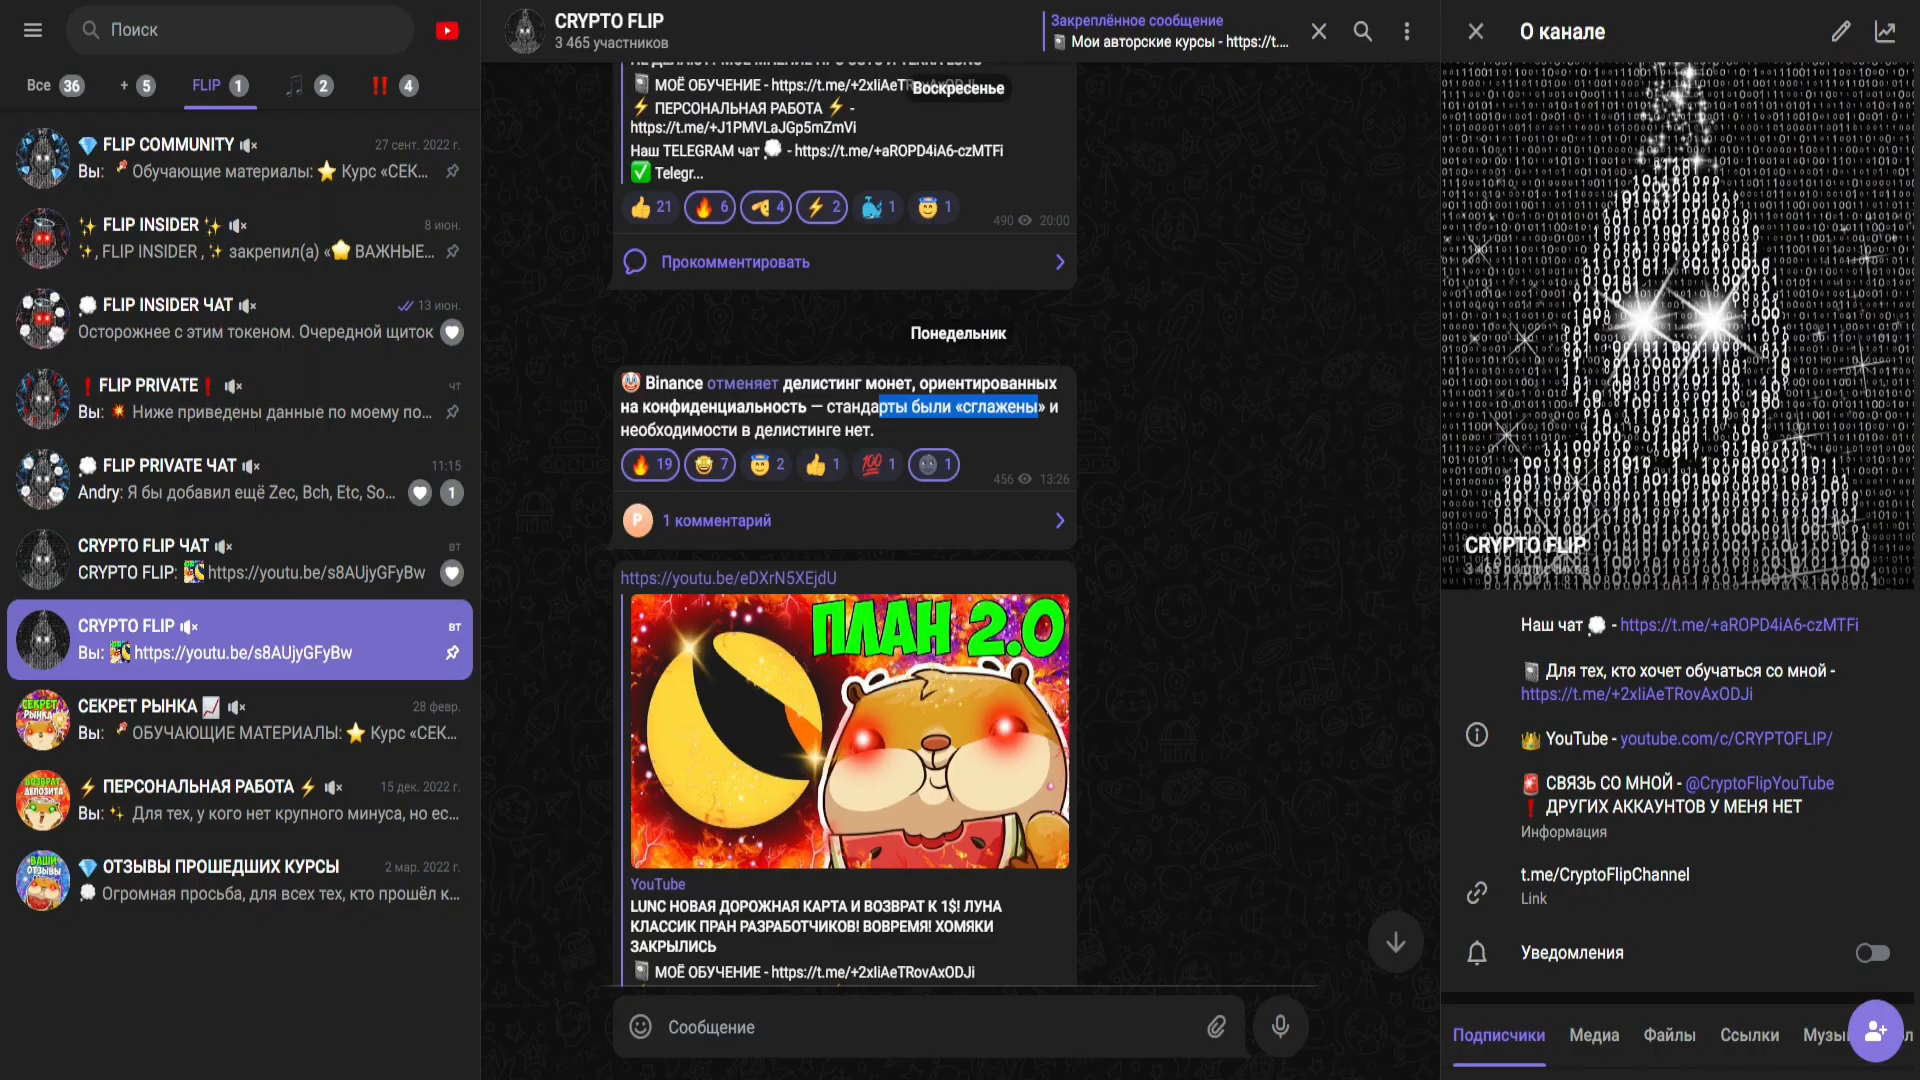 Поиск
Все 36
+ 5
FLIP 1
2
4
FLIP COMMUNITY
27 сент. 2022 г.
Вы: Обучающие материалы: Курс «СЕК...
FLIP INSIDER
8 июн.
, FLIP INSIDER , закрепил(а) « ВАЖНЫЕ...
FLIP INSIDER ЧАТ
13 июн.
Осторожнее с этим токеном. Очередной щиток
FLIP PRIVATE
чт
Вы: Ниже приведены данные по моему по...
FLIP PRIVATE ЧАТ
11:15
Andry: Я бы добавил ещё Zec, Bch, Etc, So...
1
CRYPTO FLIP ЧАТ
вт
CRYPTO FLIP: https://youtu.be/s8AUjyGFyBw
CRYPTO FLIP
вт
Вы: https://youtu.be/s8AUjyGFyBw
СЕКРЕТ РЫНКА
28 февр.
Вы: ОБУЧАЮЩИЕ МАТЕРИАЛЫ: Курс «СЕК...
ПЕРСОНАЛЬНАЯ РАБОТА
15 дек. 2022 г.
Вы: Для тех, у кого нет крупного минуса, но ес...
ОТЗЫВЫ ПРОШЕДШИХ КУРСЫ
2 мар. 2022 г.
Огромная просьба, для всех тех, кто прошёл к...
CRYPTO FLIP
3 465 участников
Закреплённое сообщение
Мои авторские курсы - https://t....
МОЁ ОБУЧЕНИЕ - https://t.me/+2xIiAeTRovAxODJi
Воскресенье
ПЕРСОНАЛЬНАЯ РАБОТА -
https://t.me/+J1PMVLaJGp5mZmVi
Наш TELEGRAM чат - https://t.me/+aROPD4iA6-czMTFi
Telegr...
21 6 4 2 1 1
490 20:00
Прокомментировать
Понедельник
Binance отменяет делистинг монет, ориентированных
на конфиденциальность — стандарты были «сглажены» и
необходимости в делистинге нет.
19 7 2 1 100 1 1
456 13:26
P 1 комментарий
https://youtu.be/eDXrN5XEjdU
ПЛАН 2.0
YouTube
LUNC НОВАЯ ДОРОЖНАЯ КАРТА И ВОЗВРАТ К 1$! ЛУНА
КЛАССИК ПРАН РАЗРАБОТЧИКОВ! ВОВРЕМЯ! ХОМЯКИ
ЗАКРЫЛИСЬ
МОЁ ОБУЧЕНИЕ - https://t.me/+2xIiAeTRovAxODJi
Сообщение
О канале
CRYPTO FLIP
3 465 подписчиков
Наш чат - https://t.me/+aROPD4iA6-czMTFi
Для тех, кто хочет обучаться со мной -
https://t.me/+2xIiAeTRovAxODJi
YouTube - youtube.com/c/CRYPTOFLIP/
СВЯЗЬ СО МНОЙ - @CryptoFlipYouTube
ДРУГИХ АККАУНТОВ У МЕНЯ НЕТ
Информация
t.me/CryptoFlipChannel
Link
Уведомления
Подписчики Медиа Файлы Ссылки